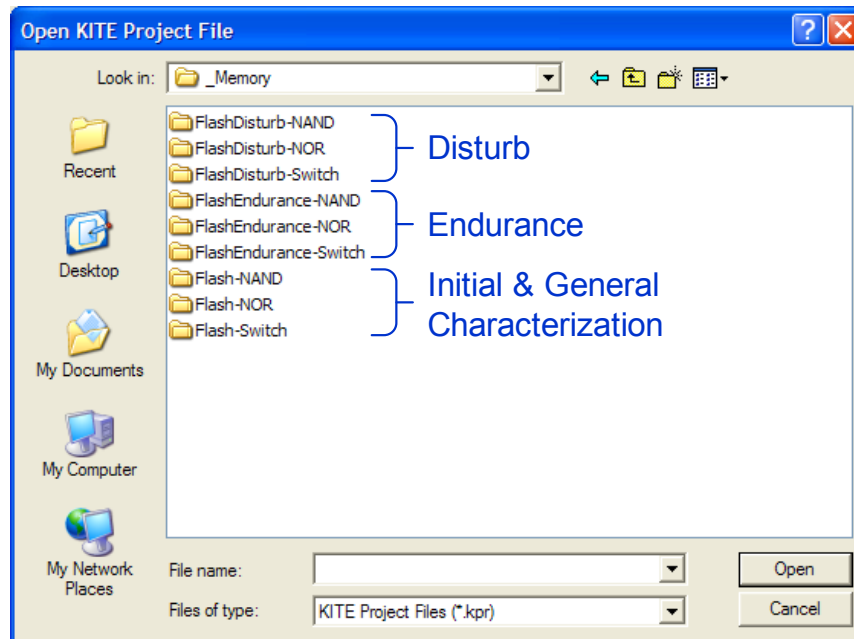 Open KITE Project File
Look in: _Memory
Recent
Desktop
My Documents
My Computer
My Network
Places
FlashDisturb-NAND
FlashDisturb-NOR
FlashDisturb-Switch
FlashEndurance-NAND
FlashEndurance-NOR
FlashEndurance-Switch
Flash-NAND
Flash-NOR
Flash-Switch
Disturb
Endurance
Initial & General
Characterization
File name:
Open
Files of type: KITE Project Files (*.kpr)
Cancel